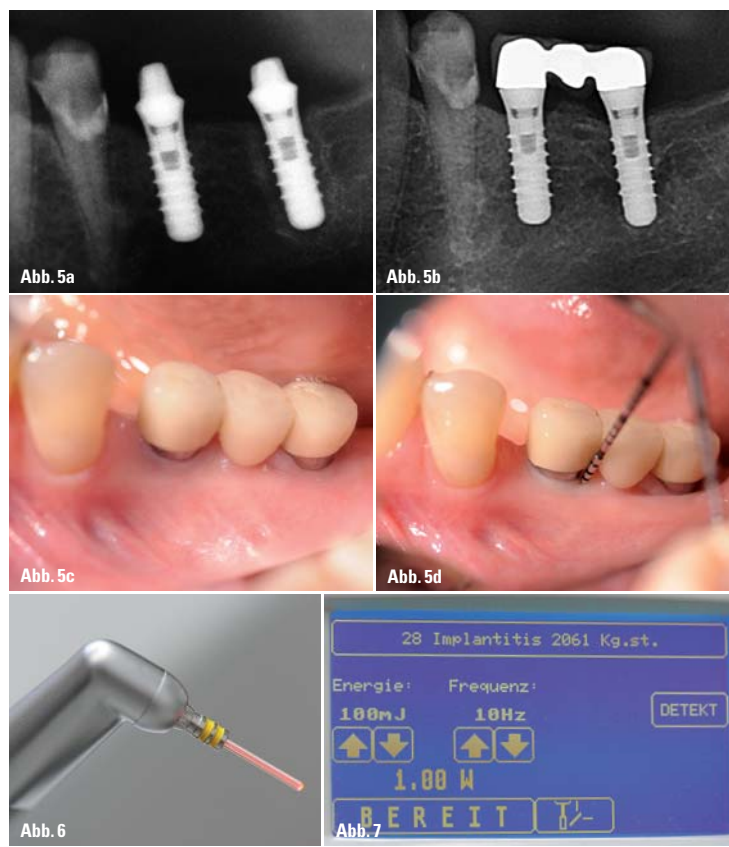 Abb. 5a
Abb. 5b
Abb. 5c
Abb. 5d
Abb. 6
28 Implantitis 2061 Kg.st.
Energie: Frequenz:
100mJ 10Hz DETEKT
1.00 W
BEREIT
Abb. 7